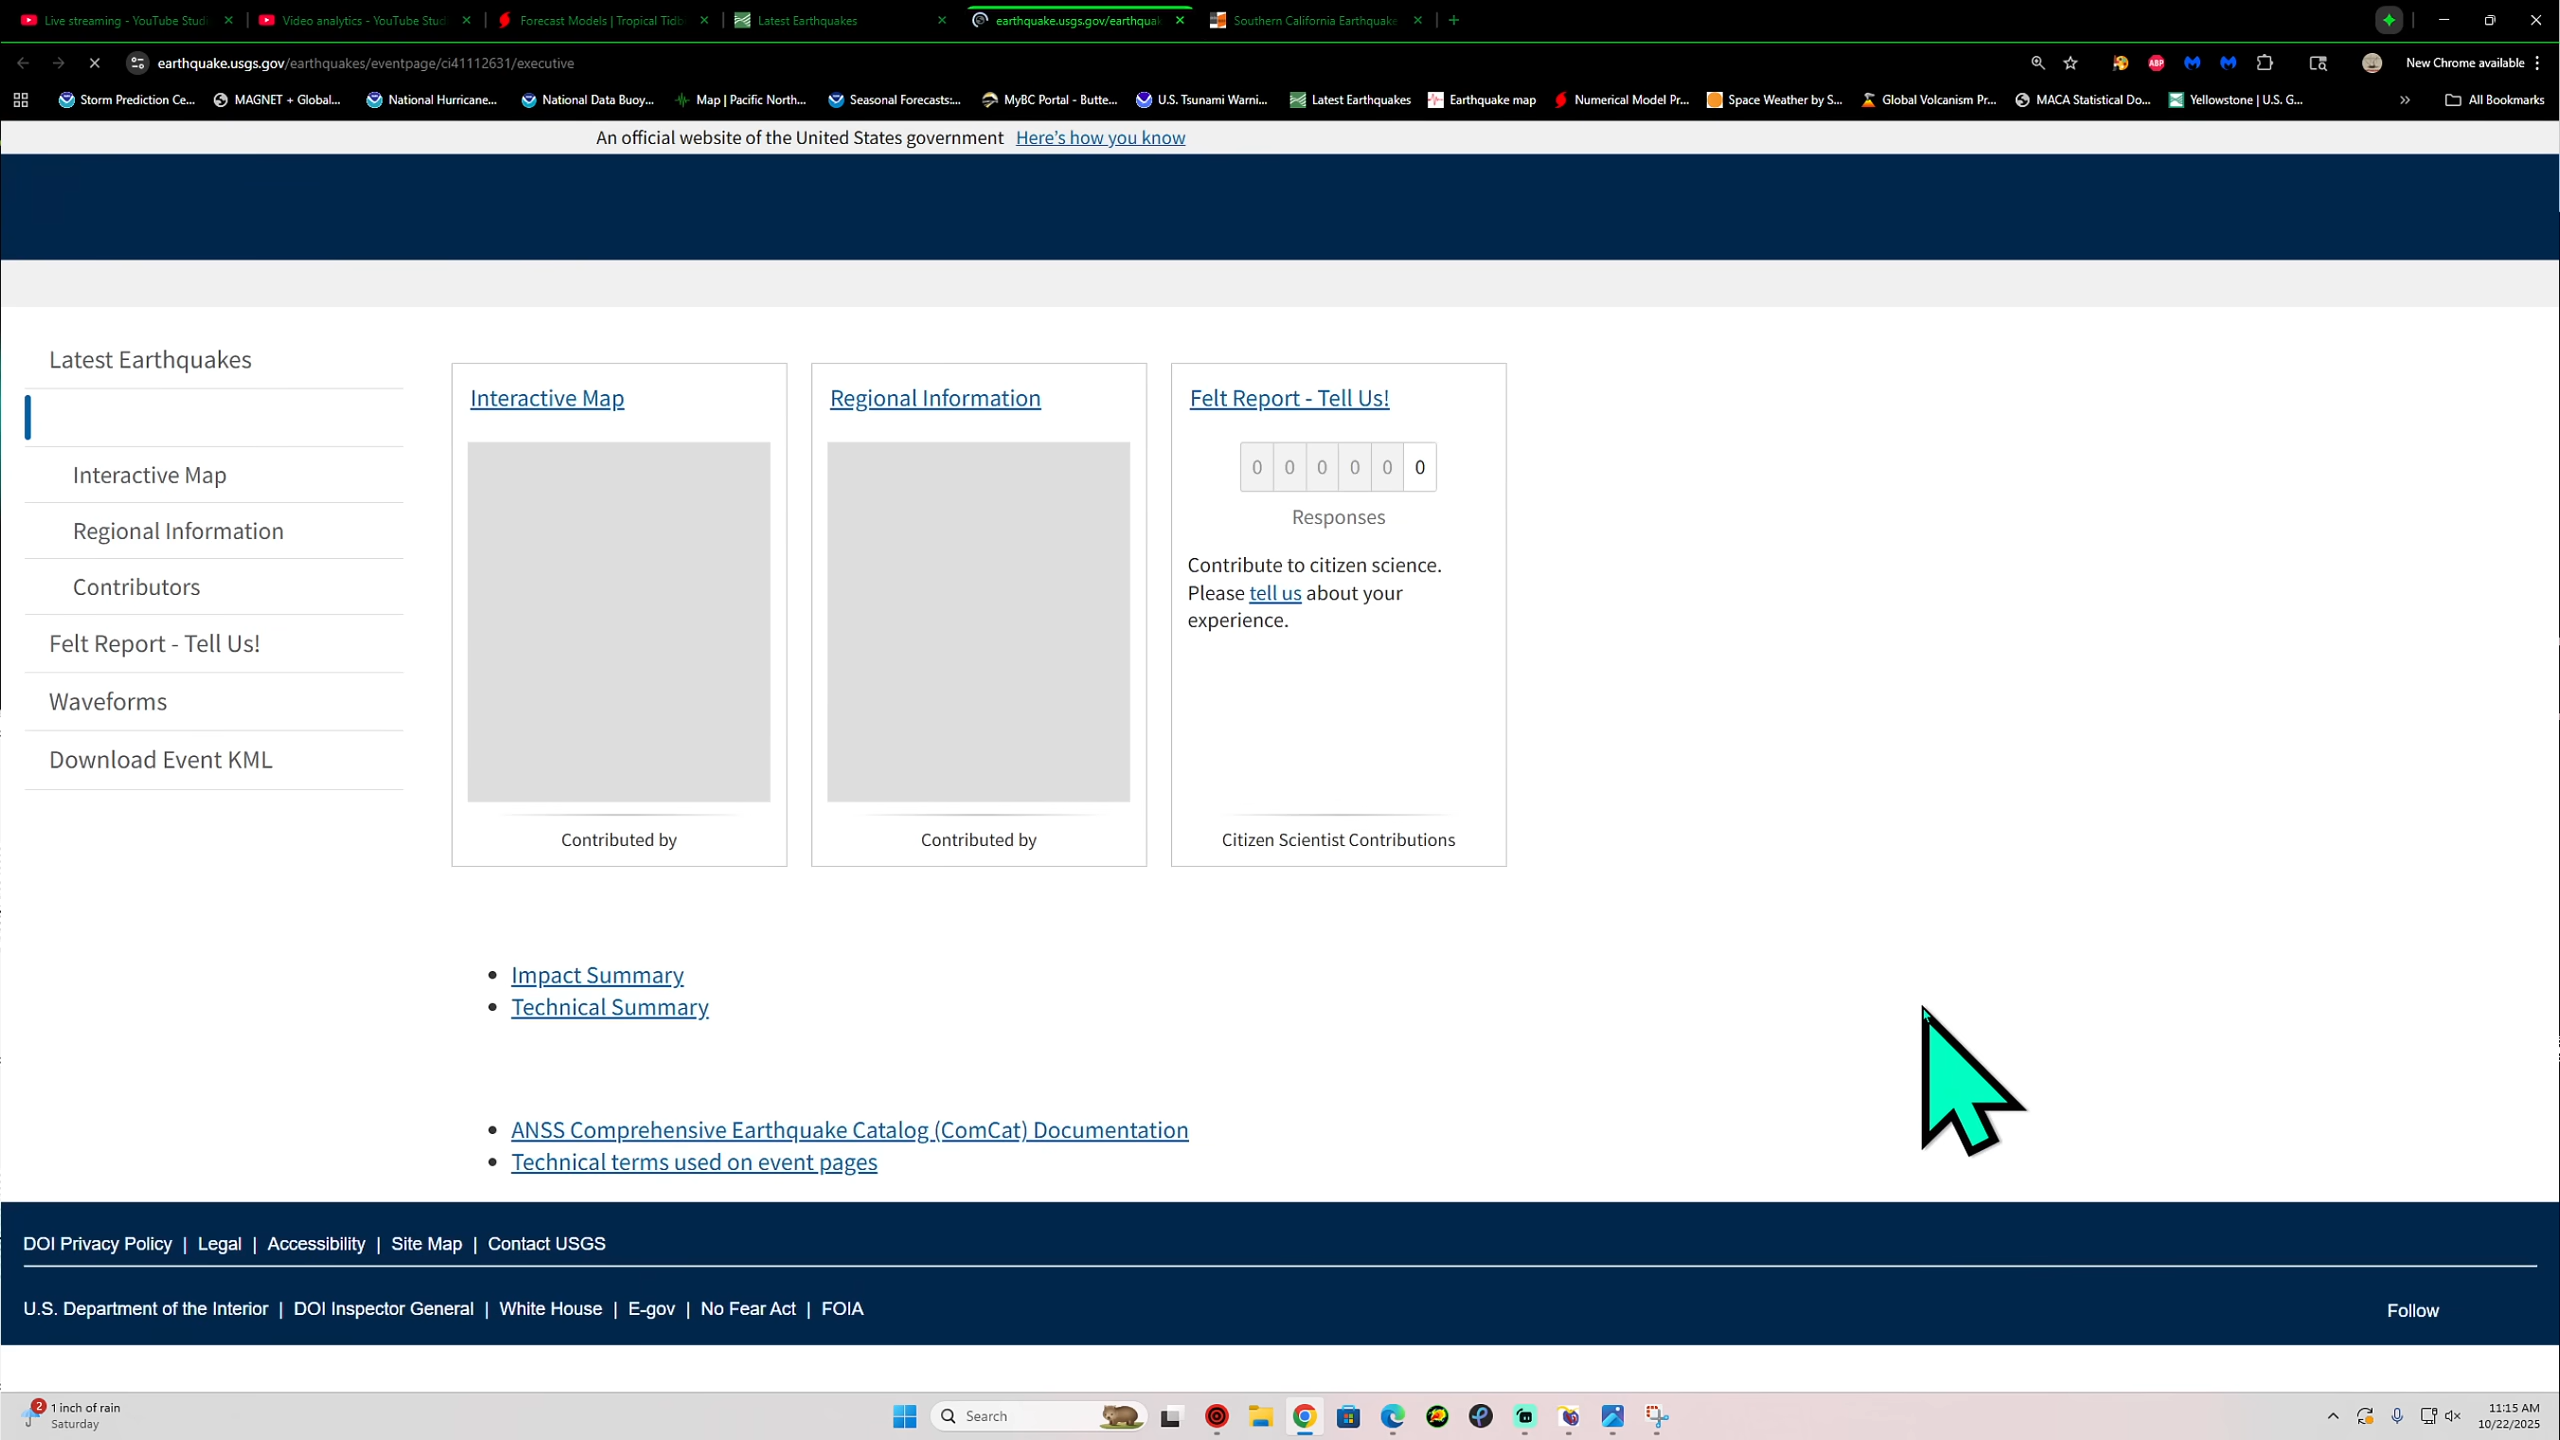 Live streaming - YouTube Studi
Video analytics - YouTube Stud
Forecast Models | Tropical Tidb
Latest Earthquakes
earthquake.usgs.gov/earthquak
Southern California Earthquake
earthquake.usgs.gov/earthquakes/eventpage/ci41112631/executive
ABP
New Chrome available
Storm Prediction Ce...
MAGNET + Global...
National Hurricane...
National Data Buoy...
Map | Pacific North...
Seasonal Forecasts:...
MyBC Portal - Butte...
U.S. Tsunami Warni...
Latest Earthquakes
Earthquake map
Numerical Model Pr...
Space Weather by S...
Global Volcanism Pr...
MACA Statistical Do...
Yellowstone | U.S. G...
All Bookmarks
An official website of the United States government Here's how you know
Latest Earthquakes
Interactive Map
Regional Information
Contributors
Felt Report - Tell Us!
Waveforms
Download Event KML
Interactive Map
Contributed by
Regional Information
Contributed by
Felt Report - Tell Us!
0 0 0 0 0 0
Responses
Contribute to citizen science.
Please tell us about your
experience.
Citizen Scientist Contributions
Impact Summary
Technical Summary
ANSS Comprehensive Earthquake Catalog (ComCat) Documentation
Technical terms used on event pages
DOI Privacy Policy | Legal | Accessibility | Site Map | Contact USGS
U.S. Department of the Interior | DOI Inspector General | White House | E-gov | No Fear Act | FOIA
Follow
2
1 inch of rain
Saturday
Search
11:15 AM
10/22/2025